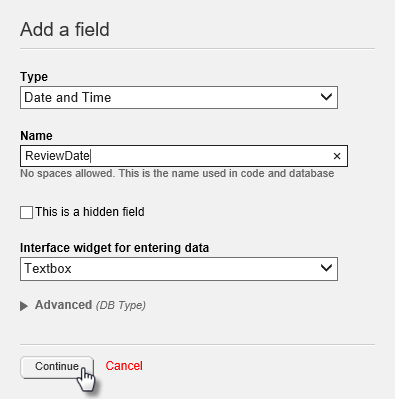 Add a field
Type
Date and Time
Name
ReviewDate
No spaces allowed. This is the name used in code and database
This is a hidden field
Interface widget for entering data
Textbox
Advanced (DB Type)
Continue Cancel